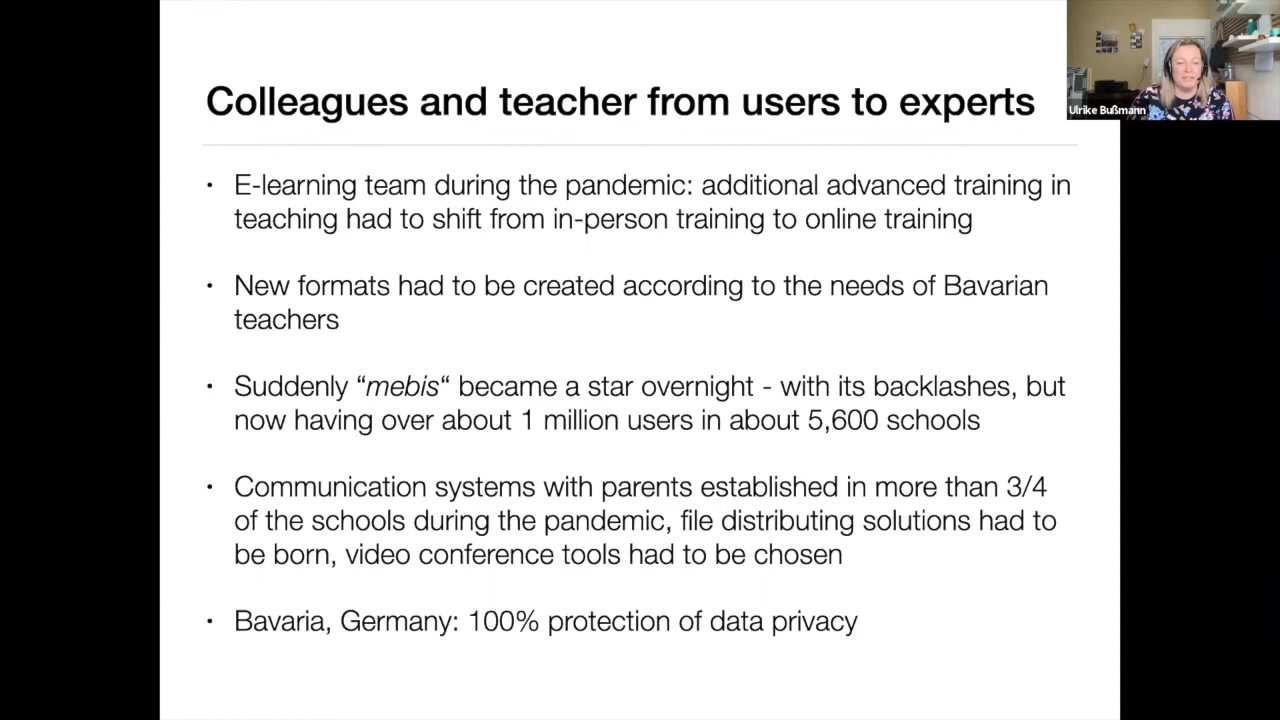 Colleagues and teacher from users to experts
Ulrike Bußmann
• E-learning team during the pandemic: additional advanced training in
teaching had to shift from in-person training to online training
• New formats had to be created according to the needs of Bavarian
teachers
• Suddenly “mebis“ became a star overnight - with its backlashes, but
now having over about 1 million users in about 5,600 schools
• Communication systems with parents established in more than 3/4
of the schools during the pandemic, file distributing solutions had to
be born, video conference tools had to be chosen
• Bavaria, Germany: 100% protection of data privacy